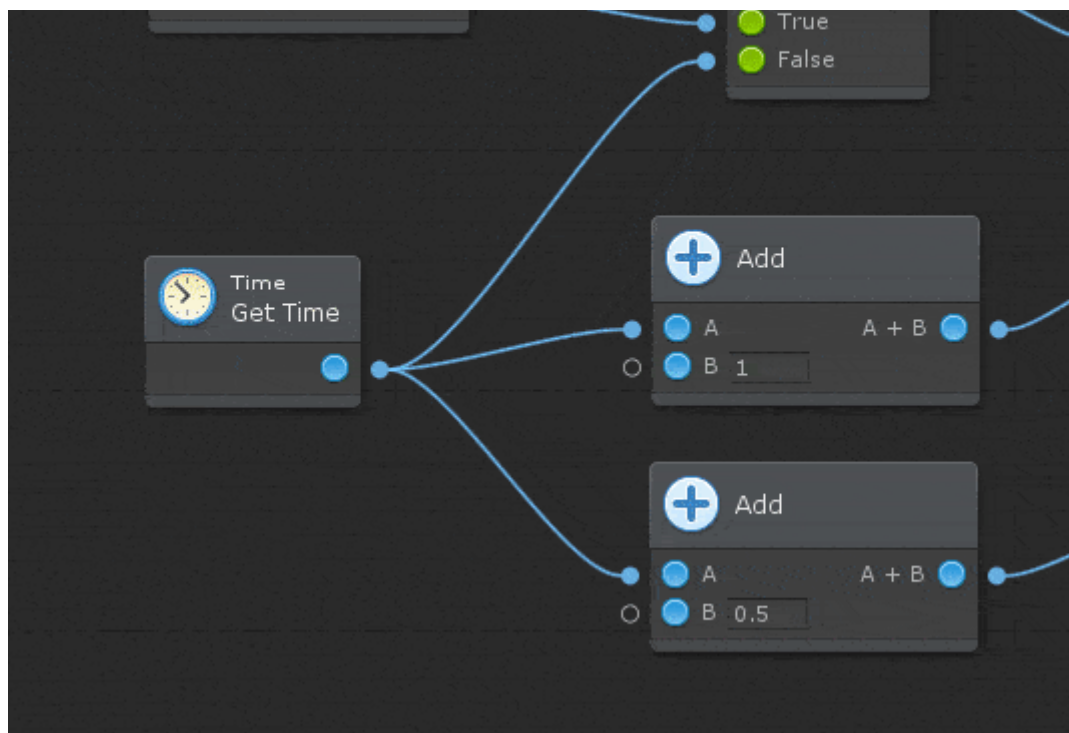 True
False
Time
Get Time
Add
A A + B
B 1
Add
A A + B
B 0.5